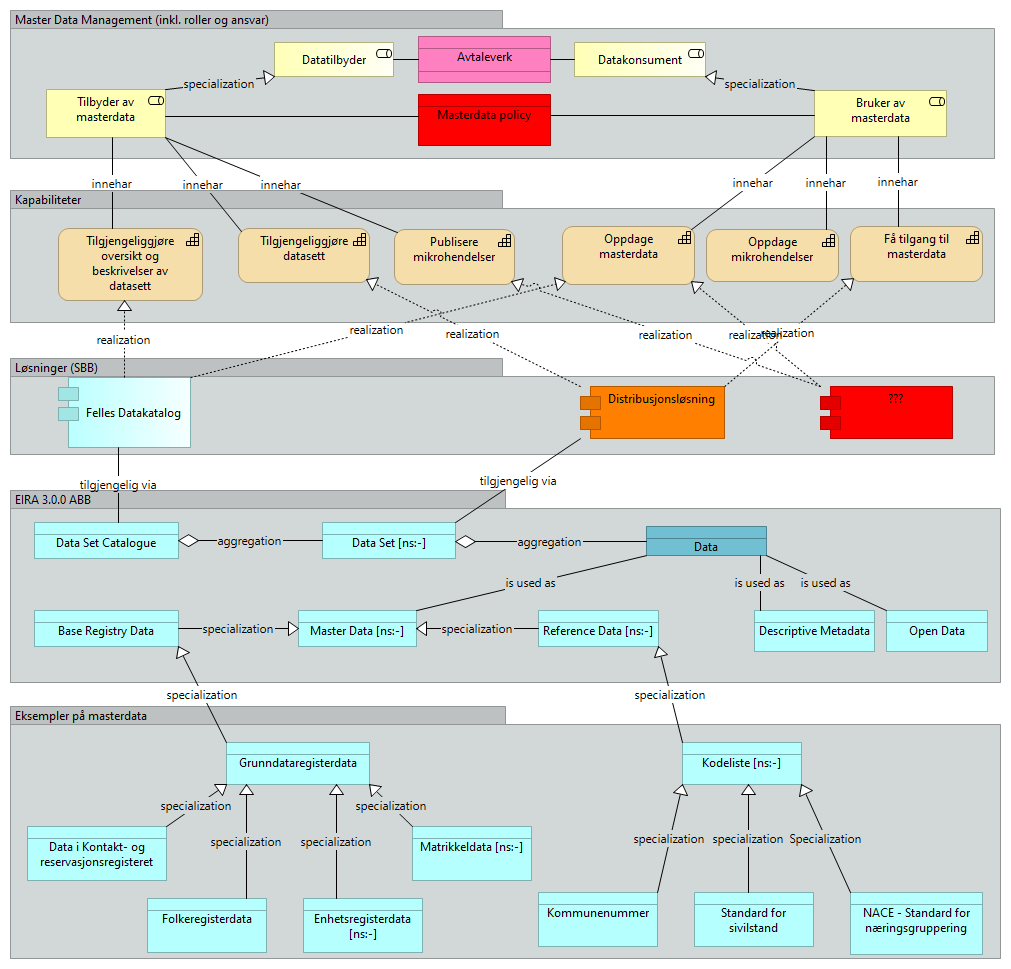 Master Data Management (inkl. roller og ansvar)
Datatilbyder
Avtaleverk
Datakonsument
specialization
specialization
Tilbyder av
masterdata
Masterdata policy
Bruker av
masterdata
innehar
innehar
innehar
innehar
innehar
innehar
Kapabiliteter
Tilgjengeliggjøre
oversikt og
beskrivelser av
datasett
Tilgjengeliggjøre
datasett
Publisere
mikrohendelser
Oppdage
masterdata
Oppdage
mikrohendelser
Få tilgang til
masterdata
realization
realization
realization
realization
realization
realization
Løsninger (SBB)
Felles Datakatalog
Distribusjonsløsning
???
tilgjengelig via
tilgjengelig via
EIRA 3.0.0 ABB
Data Set Catalogue
aggregation
Data Set [ns:-]
aggregation
Data
is used as
is used as
is used as
Base Registry Data
specialization
Master Data [ns:-]
specialization
Reference Data [ns:-]
Descriptive Metadata
Open Data
specialization
specialization
Eksempler på masterdata
Grunndataregisterdata
Kodeliste [ns:-]
specialization
specialization
specialization
specialization
specialization
specialization
Specialization
Data i Kontakt- og
reservasjonsregisteret
Matrikkeldata [ns:-]
Folkeregisterdata
Enhetsregisterdata
[ns:-]
Kommunenummer
Standard for
sivilstand
NACE - Standard for
næringsgruppering